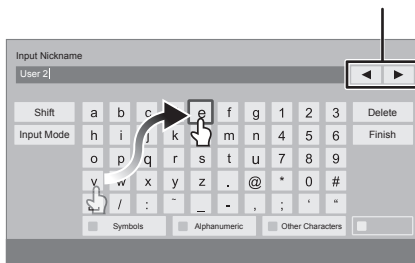 Input Nickname
User 2
◄ ►
Shift a b c e f g 1 2 3 Delete
Input Mode h i j k m n 4 5 6 Finish
o p q r s t u 7 8 9
v w x y z . @ * 0 #
/ : ~ _ - , ; ‘ “
Symbols Alphanumeric Other Characters